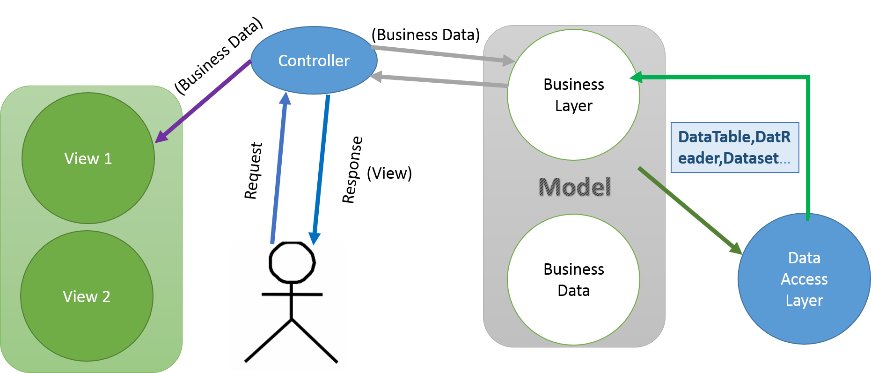 (Business Data)
Controller
(Business Data)
Business
Layer
View 1
Request
Response
(View)
DataTable,DatR
eader,Dataset...
Model
View 2
Business
Data
Data
Access
Layer